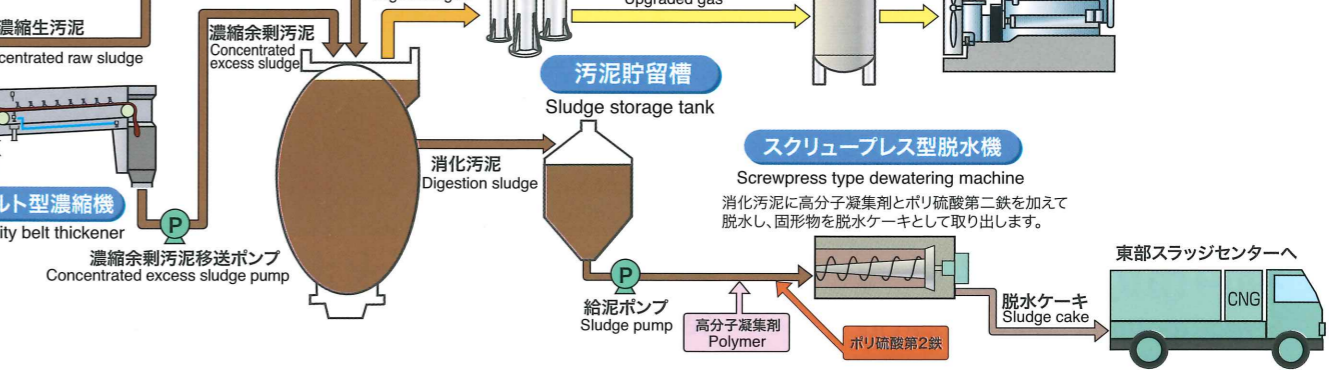 Upgraded gas
濃縮生汚泥
centrated raw sludge
濃縮余剰汚泥
Concentrated
excess sludge
汚泥貯留槽
Sludge storage tank
消化汚泥
Digestion sludge
スクリュープレス型脱水機
Screwpress type dewatering machine
消化汚泥に高分子凝集剤とポリ硫酸第二鉄を加えて
脱水し、固形物を脱水ケーキとして取り出します。
ルト型濃縮機
ity belt thickener
P
濃縮余剰汚泥移送ポンプ
Concentrated excess sludge pump
P
給泥ポンプ
Sludge pump
高分子凝集剤
Polymer
ポリ硫酸第2鉄
脱水ケーキ
Sludge cake
東部スラッジセンターへ
CNG